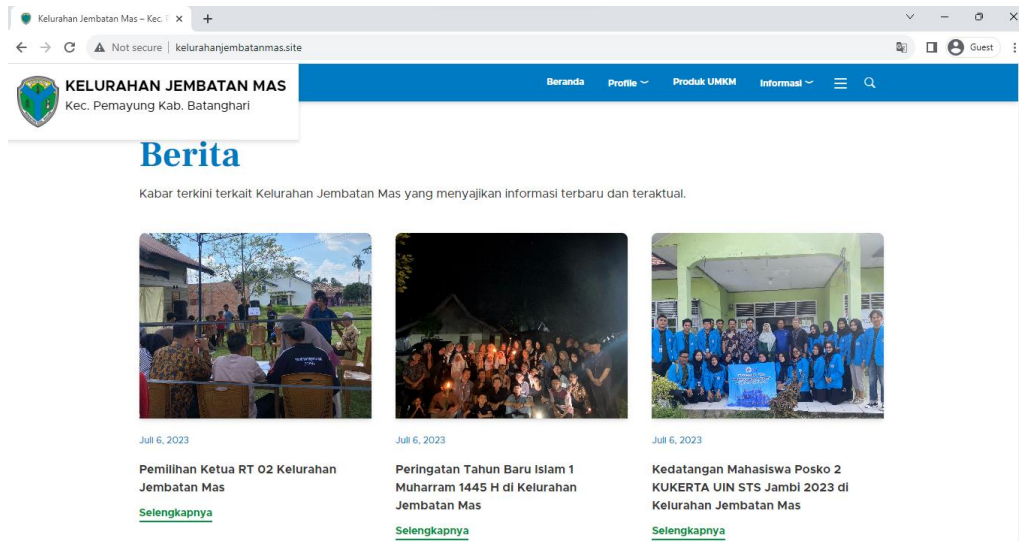 Kelurahan Jembatan Mas – Kec. P
Not secure
kelurahanjembatanmas.site
Guest
KELURAHAN JEMBATAN MAS
Kec. Pemayung Kab. Batanghari
Beranda
Profile
Produk UMKM
Informasi
Berita
Kabar terkini terkait Kelurahan Jembatan Mas yang menyajikan informasi terbaru dan teraktual.
Juli 6, 2023
Pemilihan Ketua RT 02 Kelurahan
Jembatan Mas
Selengkapnya
Juli 6, 2023
Peringatan Tahun Baru Islam 1
Muharram 1445 H di Kelurahan
Jembatan Mas
Selengkapnya
Juli 6, 2023
Kedatangan Mahasiswa Posko 2
KUKERTA UIN STS Jambi 2023 di
Kelurahan Jembatan Mas
Selengkapnya